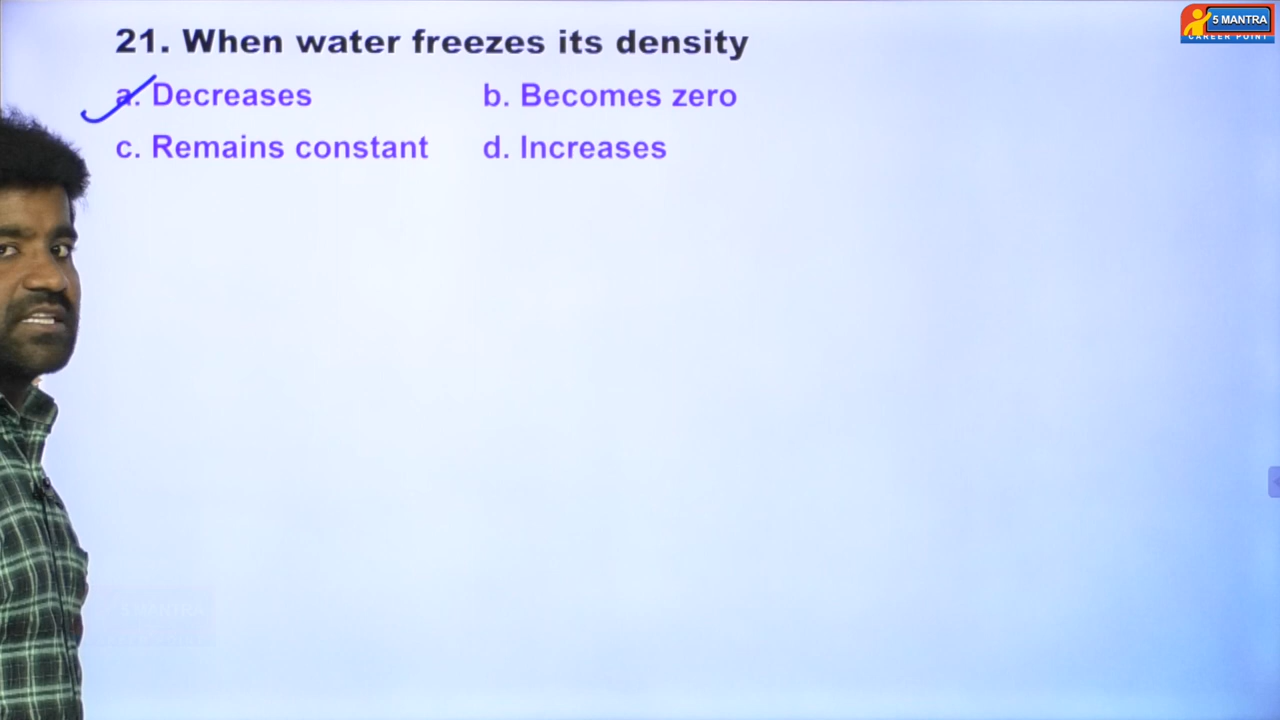 5 MANTRA
CAREER POINT
21. When water freezes its density
a. Decreases b. Becomes zero
c. Remains constant d. Increases